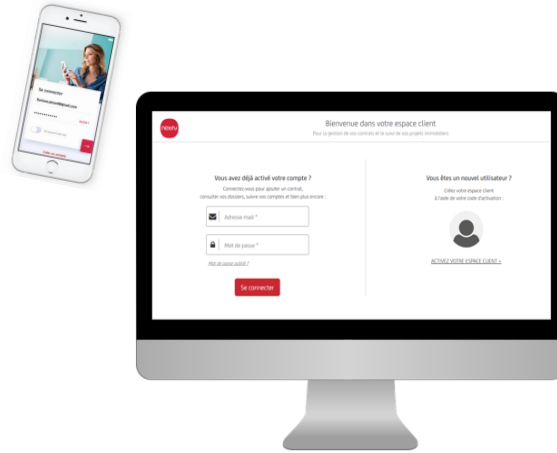 Se connecter
nexity
Bienvenue dans votre espace client
Pour la gestion de vos contrats et le suivi de vos projets immobiliers
Vous avez déjà activé votre compte ?
Connectez-vous pour ajouter un contrat,
consulter vos dossiers, suivre vos comptes et bien plus encore :
Adresse mail *
Mot de passe *
Mot de passe oublié ?
Se connecter
Vous êtes un nouvel utilisateur ?
Créez votre espace client
à l'aide de votre code d'activation :
ACTIVEZ VOTRE ESPACE CLIENT >